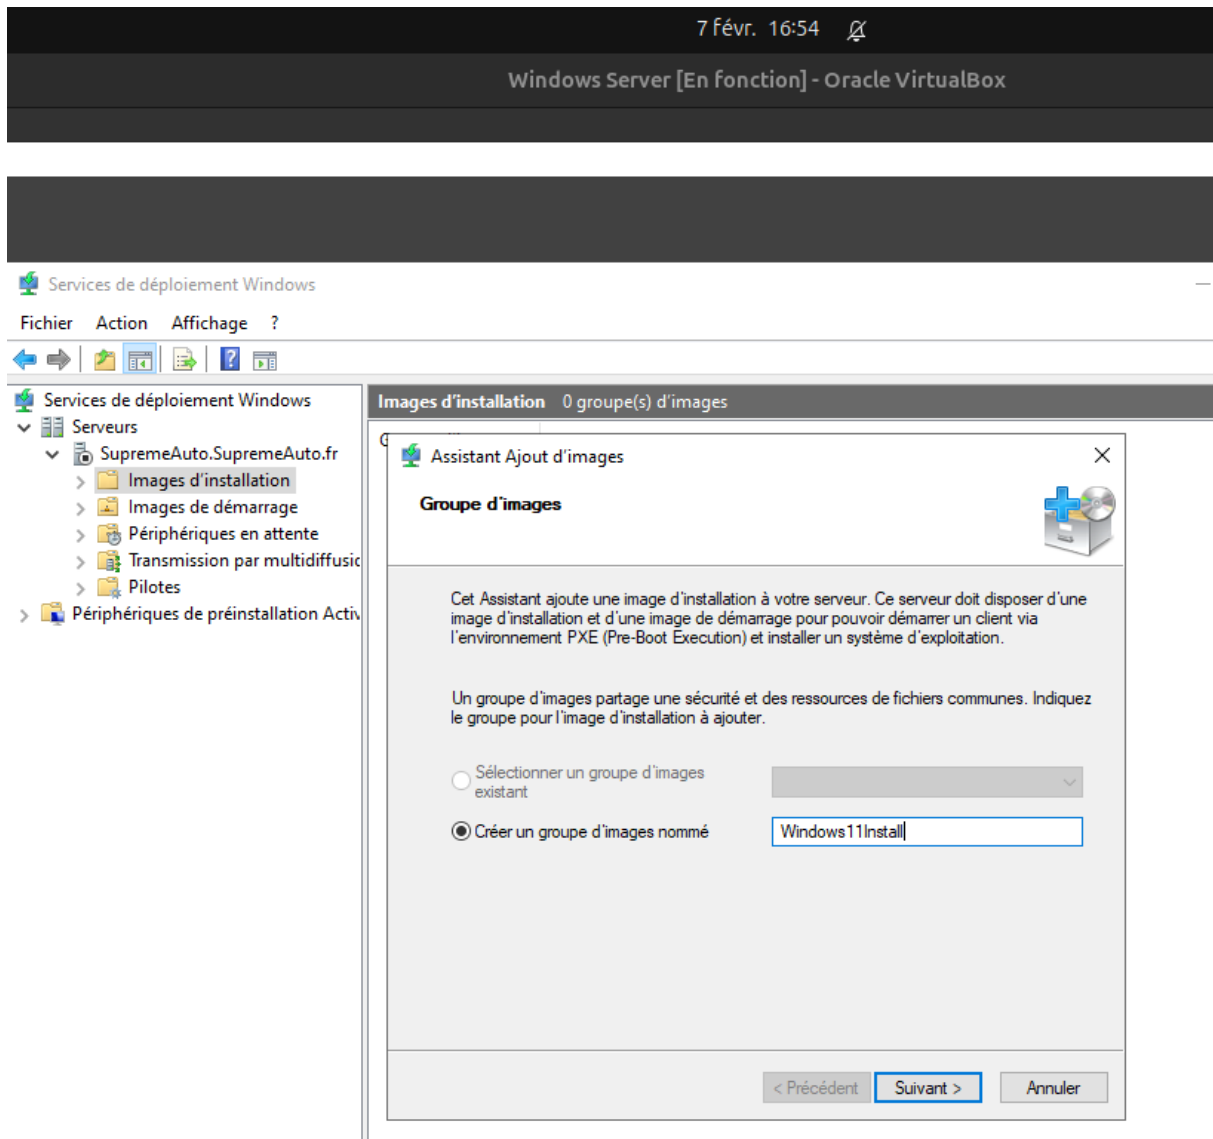 7 févr. 16:54
Windows Server [En fonction] - Oracle VirtualBox
Services de déploiement Windows
Fichier Action Affichage ?
Services de déploiement Windows
Serveurs
SupremeAuto.SupremeAuto.fr
Images d'installation
Images de démarrage
Périphériques en attente
Transmission par multidiffusic
Pilotes
Périphériques de préinstallation Activ
Images d'installation 0 groupe(s) d'images
Assistant Ajout d'images
Groupe d'images
Cet Assistant ajoute une image d'installation à votre serveur. Ce serveur doit disposer d'une
image d'installation et d'une image de démarrage pour pouvoir démarrer un client via
l'environnement PXE (Pre-Boot Execution) et installer un système d'exploitation.
Un groupe d'images partage une sécurité et des ressources de fichiers communes. Indiquez
le groupe pour l'image d'installation à ajouter.
Sélectionner un groupe d'images
existant
Créer un groupe d'images nommé
Windows11Install
< Précédent Suivant > Annuler